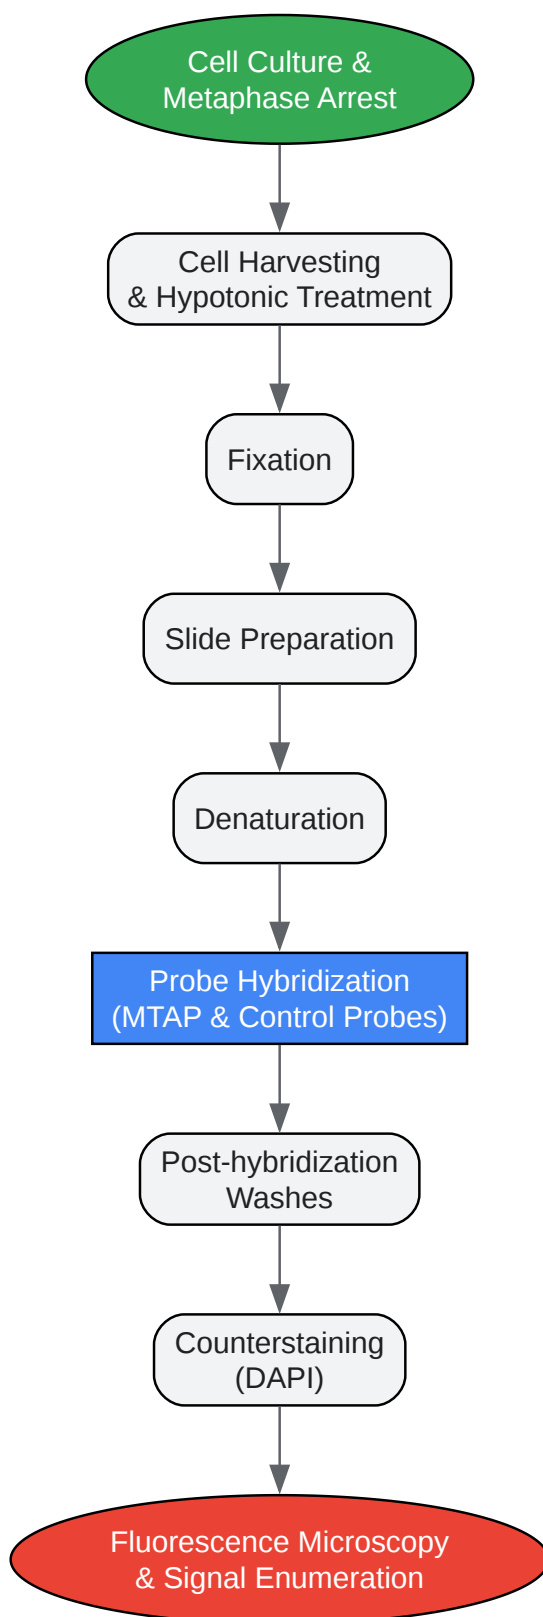 Cell Culture &
Metaphase Arrest
Cell Harvesting
& Hypotonic Treatment
Fixation
Slide Preparation
Denaturation
Probe Hybridization
(MTAP & Control Probes)
Post-hybridization
Washes
Counterstaining
(DAPI)
Fluorescence Microscopy
& Signal Enumeration